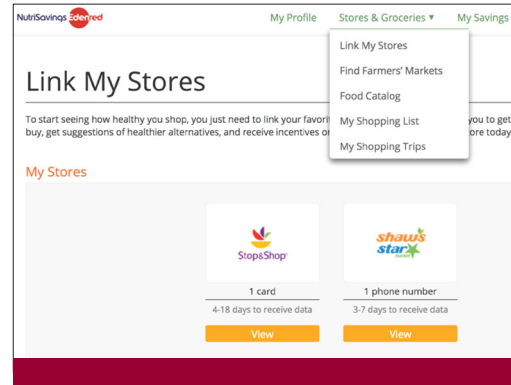 NutriSavings Edenred
My Profile
Stores & Groceries ▾
My Savings
Link My Stores
Find Farmers' Markets
Food Catalog
My Shopping List
My Shopping Trips
Link My Stores
To start seeing how healthy you shop, you just need to link your favori you to get
buy, get suggestions of healthier alternatives, and receive incentives o ore today
My Stores
Stop&Shop
shaw's
star
market
1 card
1 phone number
4-18 days to receive data
3-7 days to receive data
View
View